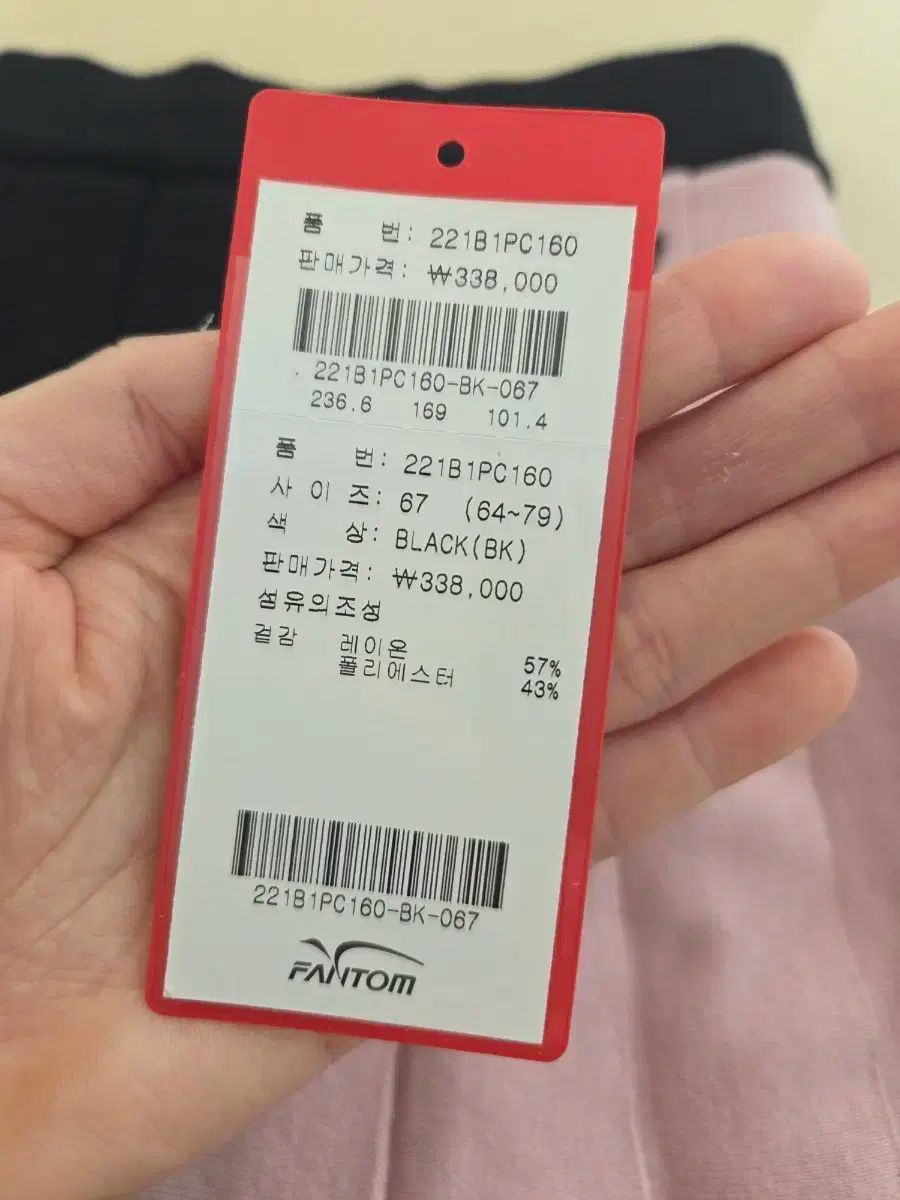 품 번: 221B1PC160
판매가격: ₩338,000
221B1PC160-BK-067
236.6 169 101.4
품 번: 221B1PC160
사 이 즈: 67 (64~79)
색 상: BLACK(BK)
판매가격: ₩338,000
섬유의조성
겉감 레이온 57%
폴리에스터 43%
221B1PC160-BK-067
FANTOM